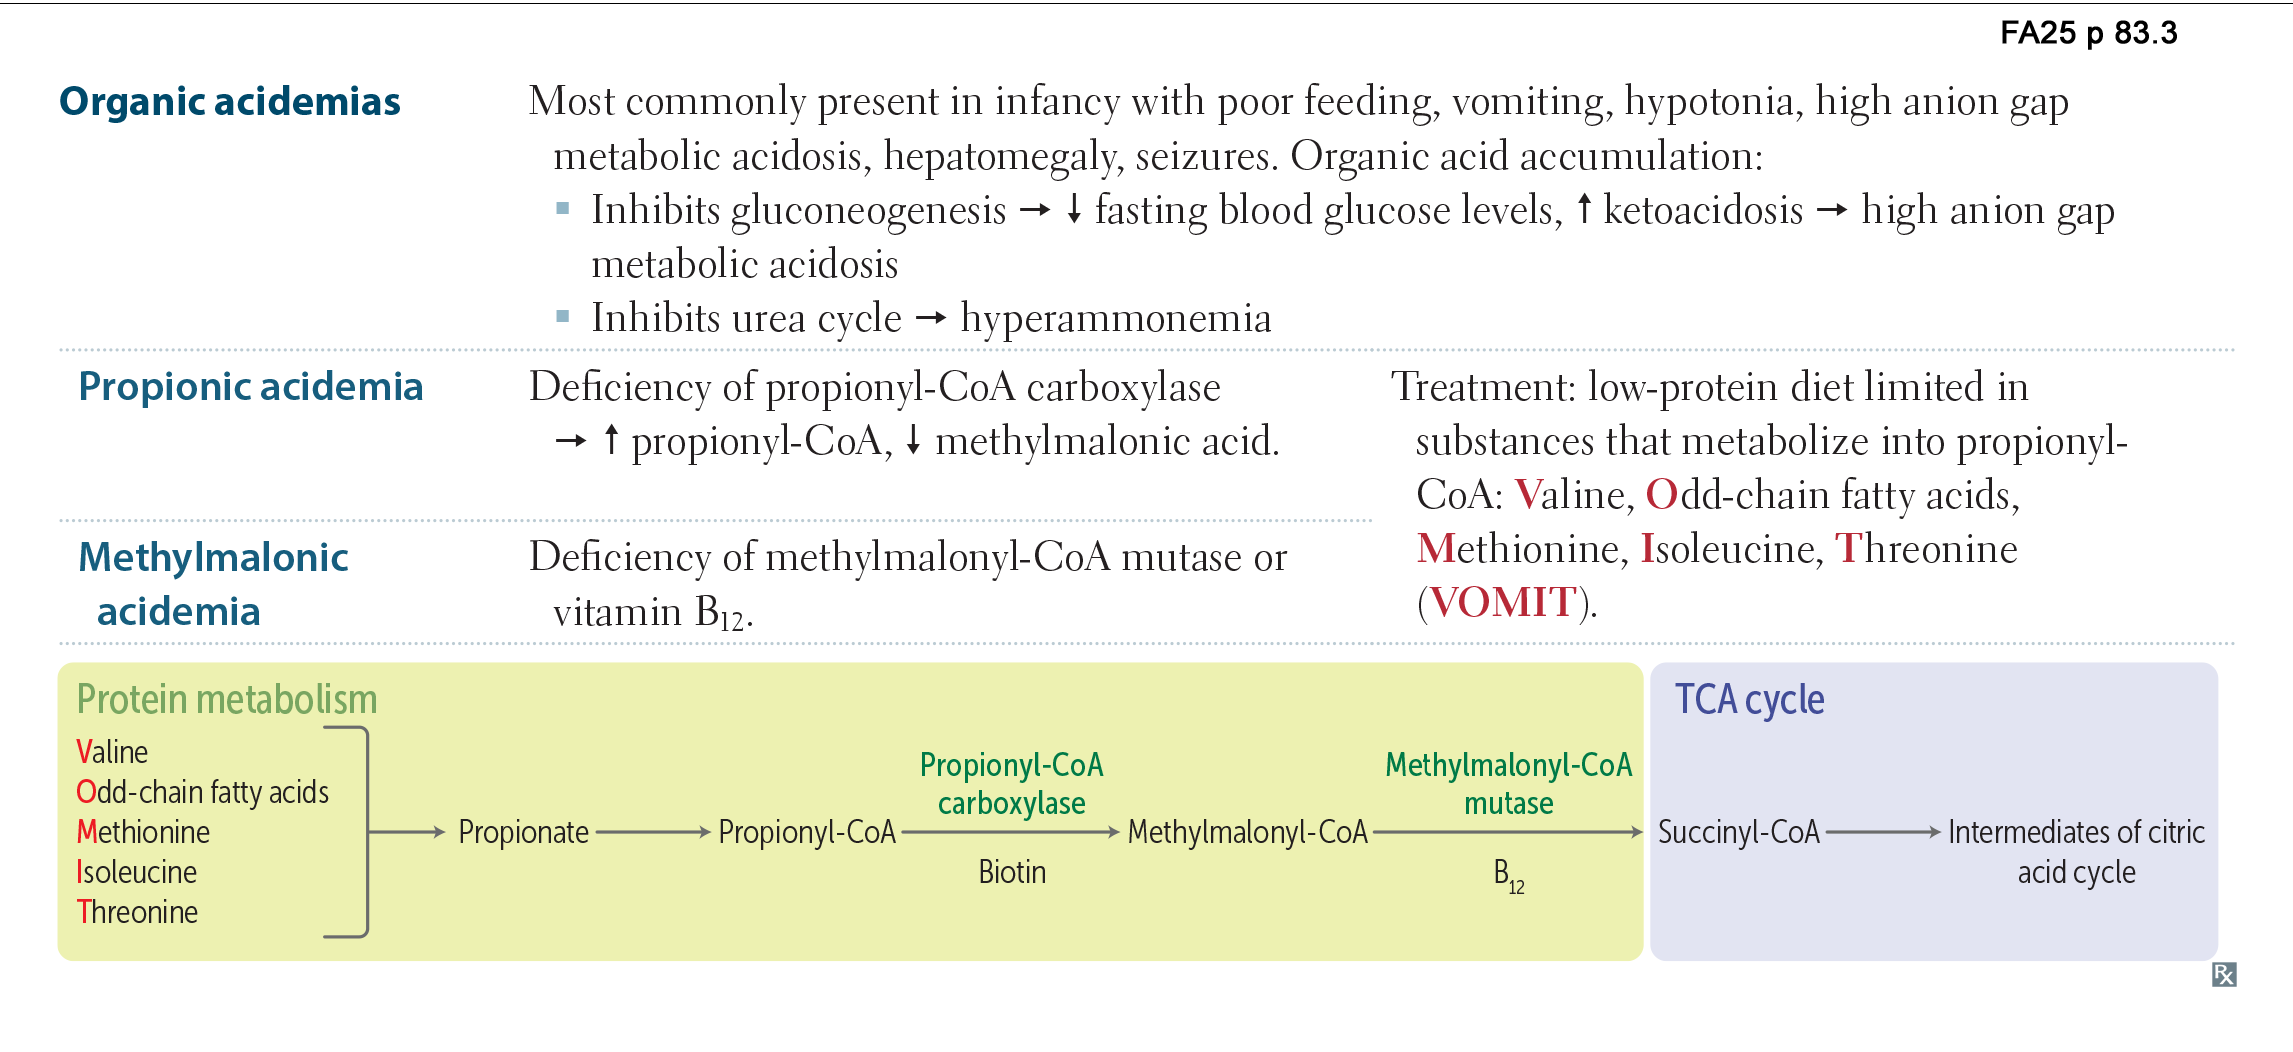 FA25 p 83.3
Organic acidemias
Most commonly present in infancy with poor feeding, vomiting, hypotonia, high anion gap
metabolic acidosis, hepatomegaly, seizures. Organic acid accumulation:
▪ Inhibits gluconeogenesis → ↓ fasting blood glucose levels, ↑ ketoacidosis → high anion gap
metabolic acidosis
▪ Inhibits urea cycle → hyperammonemia
Propionic acidemia
Deficiency of propionyl-CoA carboxylase
→ ↑ propionyl-CoA, ↓ methylmalonic acid.
Treatment: low-protein diet limited in
substances that metabolize into propionyl-
CoA: Valine, Odd-chain fatty acids,
Methionine, Isoleucine, Threonine
(VOMIT).
Methylmalonic
acidemia
Deficiency of methylmalonyl-CoA mutase or
vitamin B₁₂.
Protein metabolism
Valine
Odd-chain fatty acids
Methionine
Isoleucine
Threonine
Propionate
Propionyl-CoA
Propionyl-CoA
carboxylase
Biotin
Methylmalonyl-CoA
Methylmalonyl-CoA
mutase
B₁₂
TCA cycle
Succinyl-CoA
Intermediates of citric
acid cycle
Rx